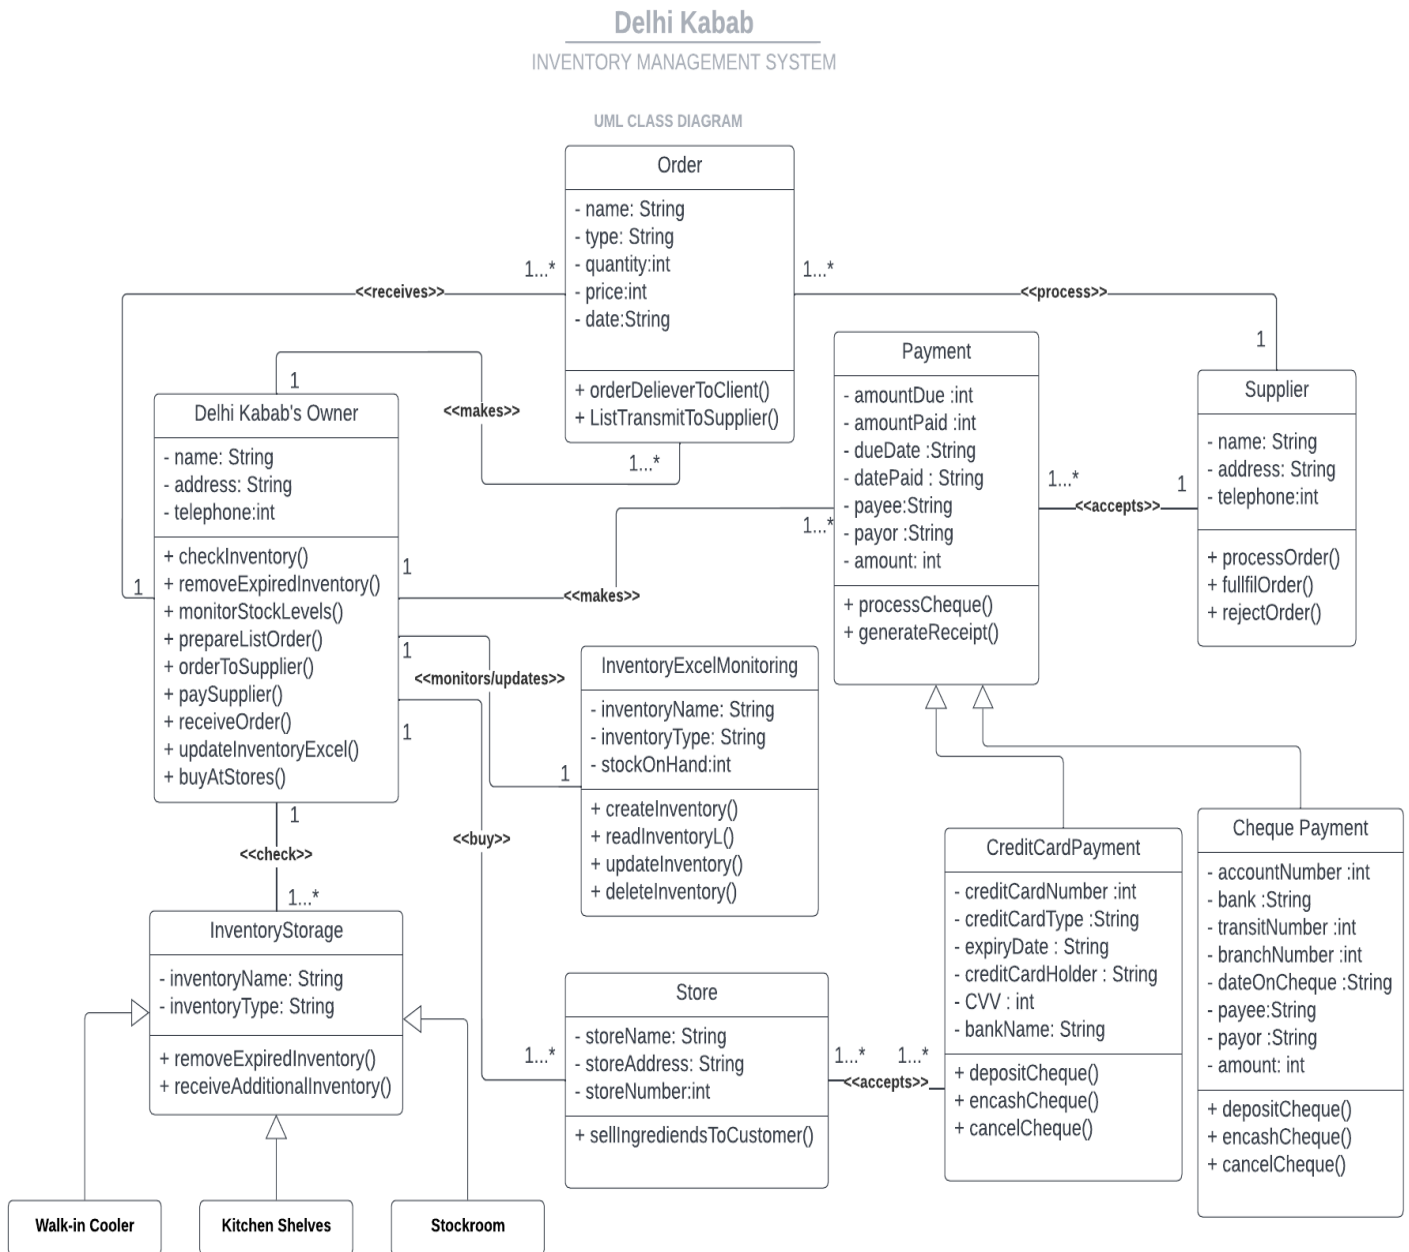 Delhi Kabab
INVENTORY MANAGEMENT SYSTEM
UML CLASS DIAGRAM
Order
- name: String
- type: String
- quantity:int
- price:int
- date:String
+ orderDelieverToClient()
+ ListTransmitToSupplier()
1...*
<<receives>>
1
1...*
<<process>>
1
1
<<makes>>
1...*
Delhi Kabab's Owner
- name: String
- address: String
- telephone:int
+ checkInventory()
+ removeExpiredInventory()
+ monitorStockLevels()
+ prepareListOrder()
+ orderToSupplier()
+ paySupplier()
+ receiveOrder()
+ updateInventoryExcel()
+ buyAtStores()
Payment
- amountDue :int
- amountPaid :int
- dueDate :String
- datePaid : String
- payee:String
- payor :String
- amount: int
+ processCheque()
+ generateReceipt()
Supplier
- name: String
- address: String
- telephone:int
+ processOrder()
+ fullfilOrder()
+ rejectOrder()
1...*
<<accepts>>
1
1
<<makes>>
1...*
1
<<monitors/updates>>
1
InventoryExcelMonitoring
- inventoryName: String
- inventoryType: String
- stockOnHand:int
+ createInventory()
+ readInventoryL()
+ updateInventory()
+ deleteInventory()
1
<<buy>>
1...*
1
<<check>>
1...*
InventoryStorage
- inventoryName: String
- inventoryType: String
+ removeExpiredInventory()
+ receiveAdditionalInventory()
Store
- storeName: String
- storeAddress: String
- storeNumber:int
+ sellIngrediendsToCustomer()
1...*
1...*
<<accepts>>
CreditCardPayment
- creditCardNumber :int
- creditCardType :String
- expiryDate : String
- creditCardHolder : String
- CVV : int
- bankName: String
+ depositCheque()
+ encashCheque()
+ cancelCheque()
Cheque Payment
- accountNumber :int
- bank :String
- transitNumber :int
- branchNumber :int
- dateOnCheque :String
- payee:String
- payor :String
- amount: int
+ depositCheque()
+ encashCheque()
+ cancelCheque()
Walk-in Cooler
Kitchen Shelves
Stockroom